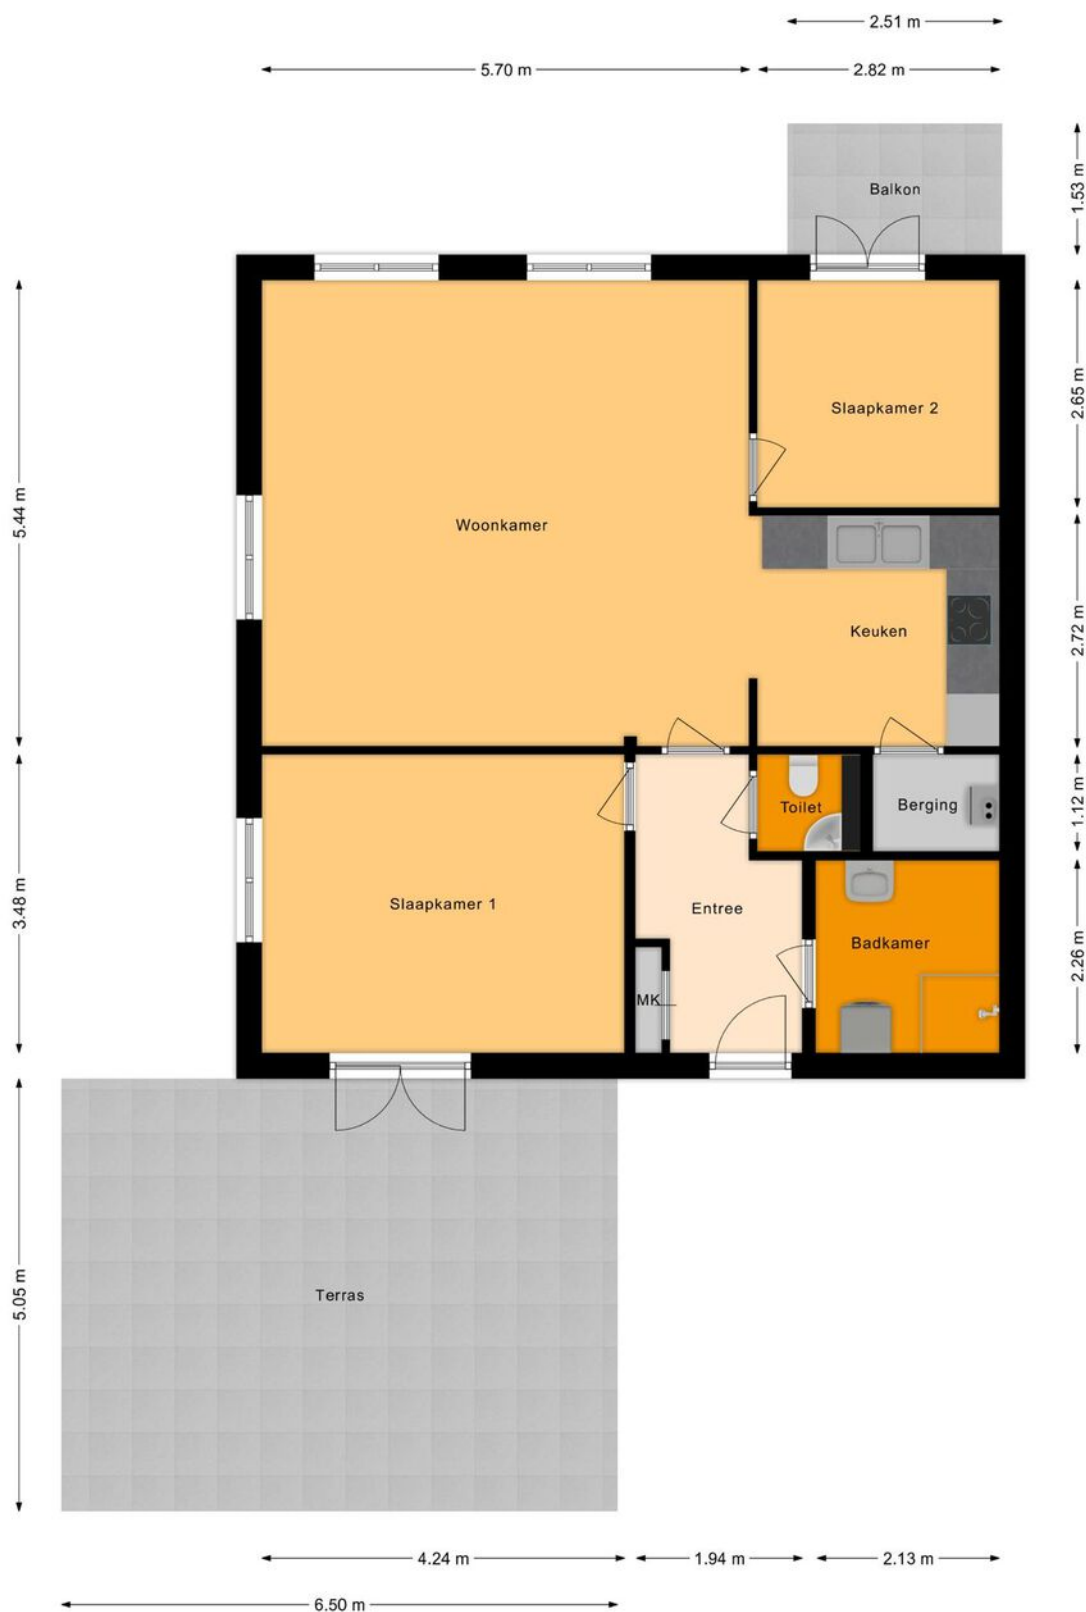 2.51 m
5.70 m
2.82 m
1.53 m
Balkon
2.65 m
Slaapkamer 2
5.44 m
Woonkamer
Keuken
2.72 m
Toilet
Berging
1.12 m
3.48 m
Slaapkamer 1
Entree
Badkamer
2.26 m
MK
5.05 m
Terras
4.24 m
1.94 m
2.13 m
6.50 m